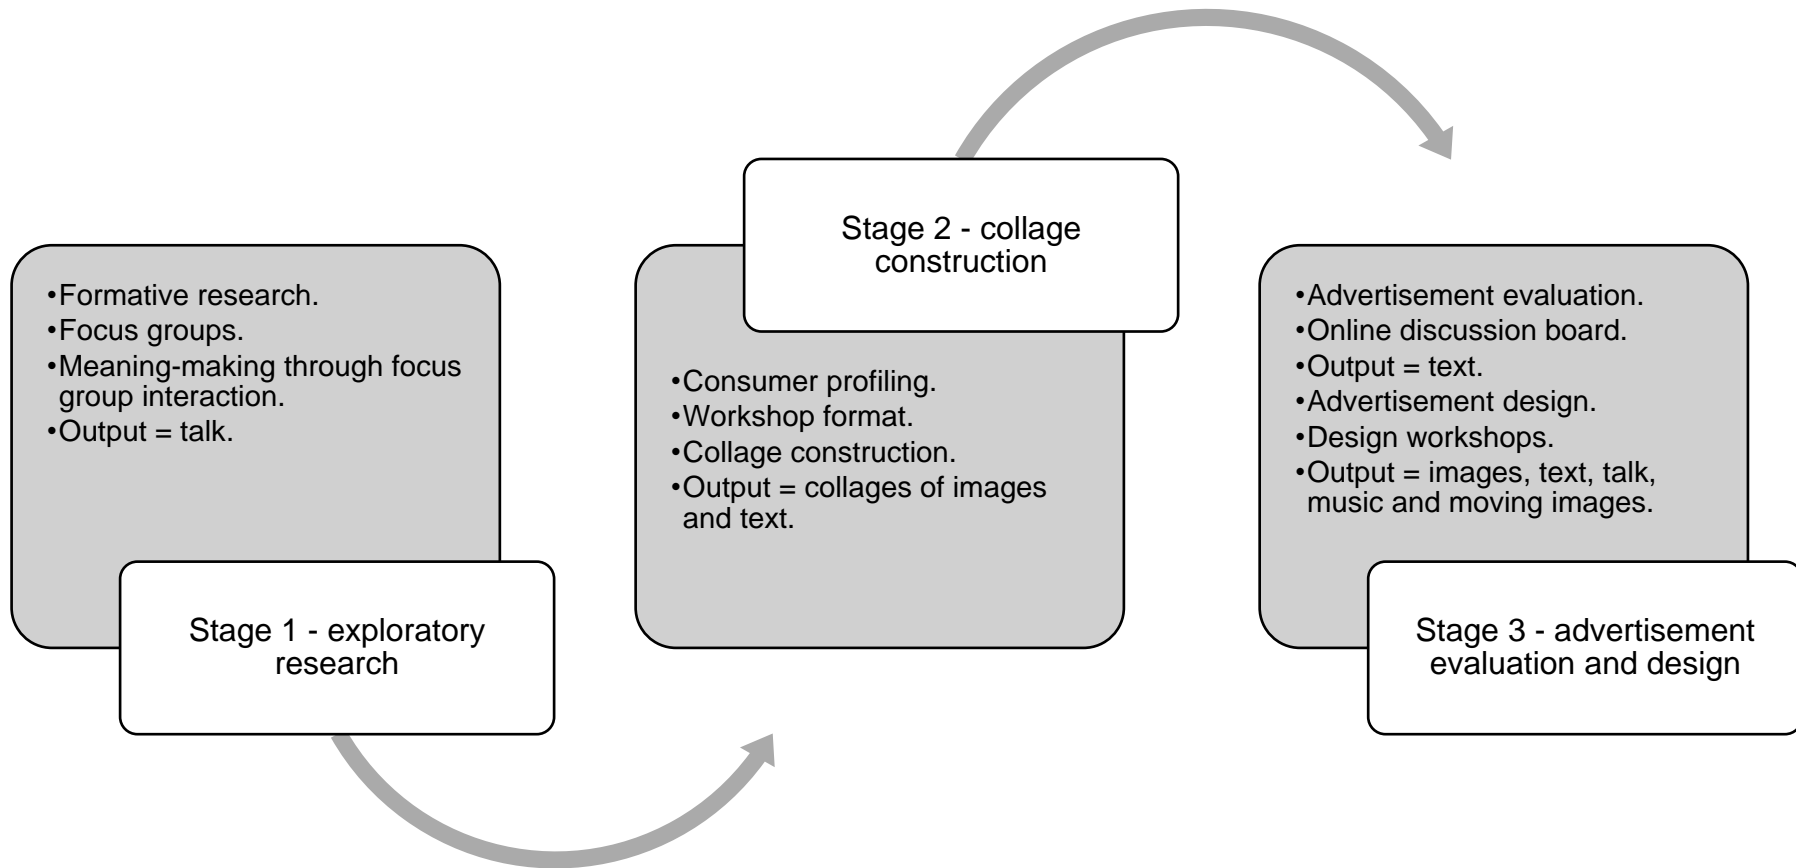 •Formative research.
•Focus groups.
•Meaning-making through focus
group interaction.
•Output = talk.
Stage 1 - exploratory
research
Stage 2 - collage
construction
•Consumer profiling.
•Workshop format.
•Collage construction.
•Output = collages of images
and text.
•Advertisement evaluation.
•Online discussion board.
•Output = text.
•Advertisement design.
•Design workshops.
•Output = images, text, talk,
music and moving images.
Stage 3 - advertisement
evaluation and design